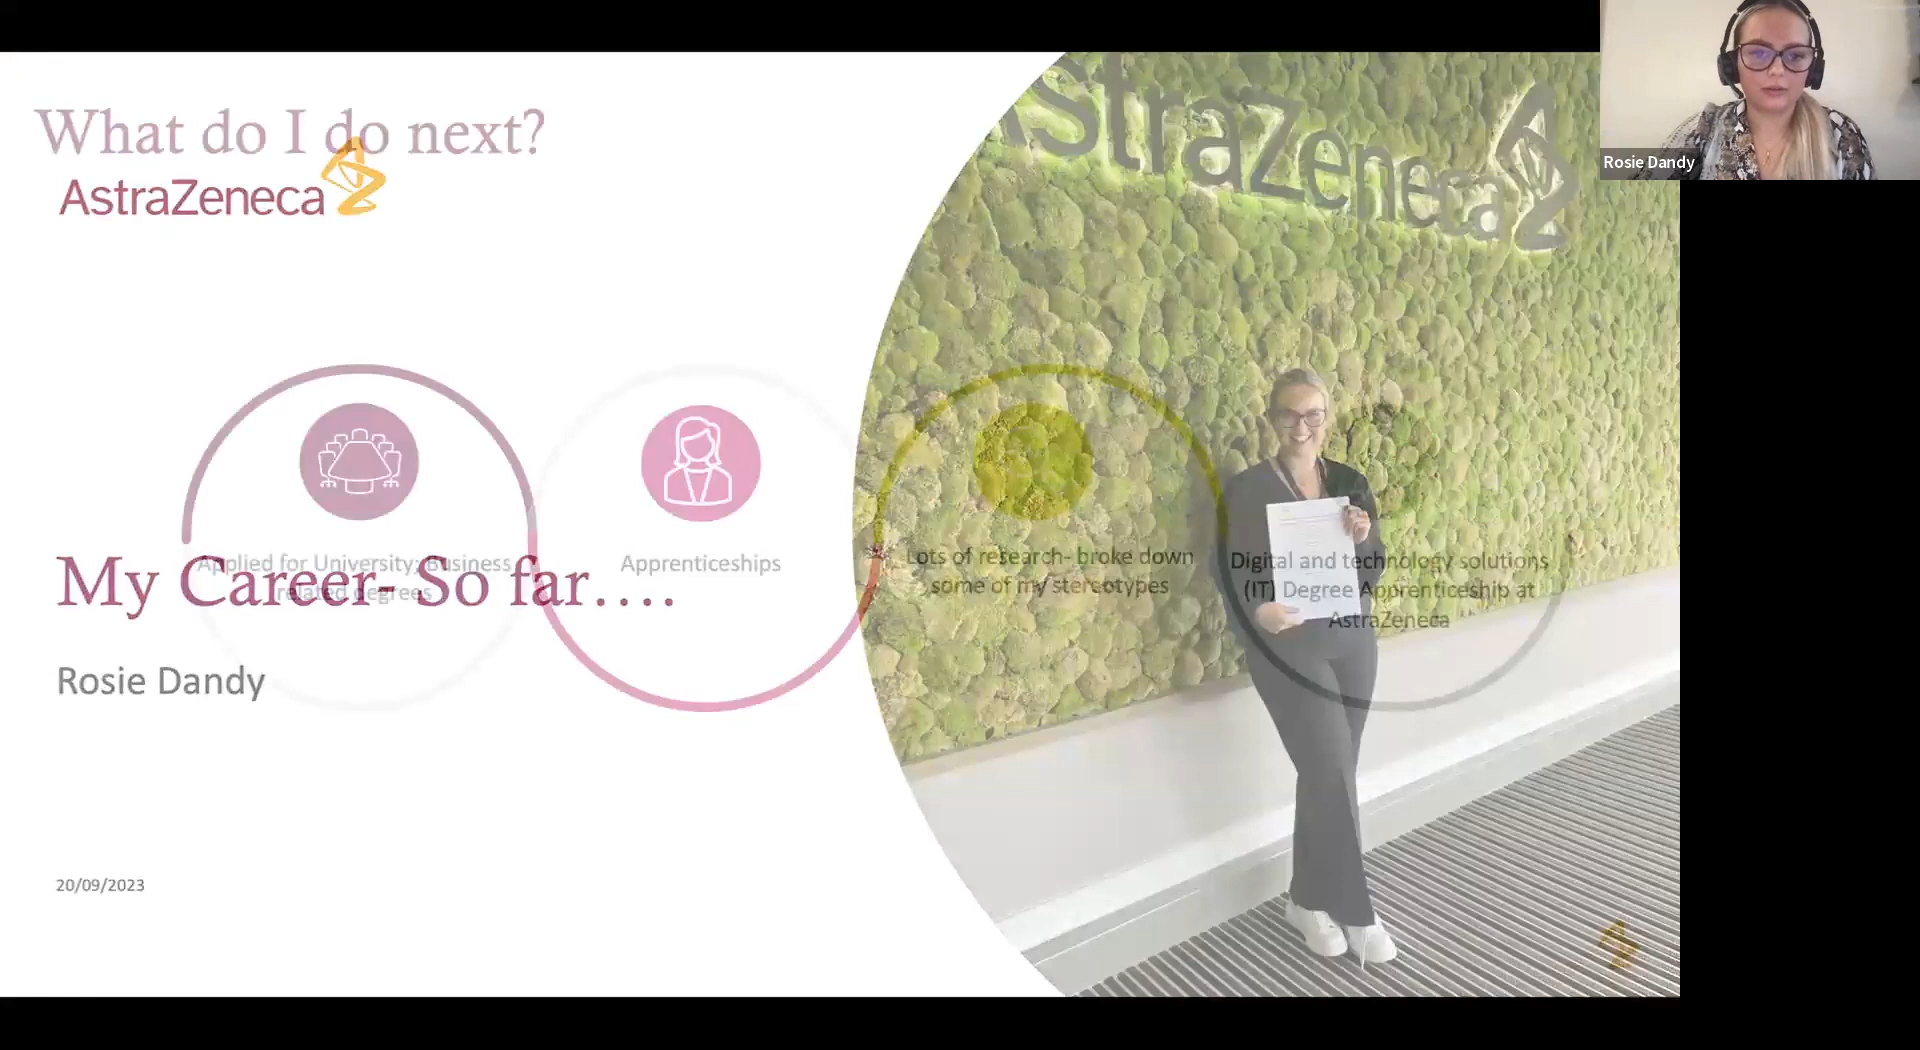 What do I do next?
AstraZeneca
AstraZeneca
Rosie Dandy
Applied for University; Business
related degrees
Apprenticeships
Lots of research- broke down
some of my stereotypes
Digital and technology solutions
(IT) Degree Apprenticeship at
AstraZeneca
My Career- So far....
Rosie Dandy
20/09/2023